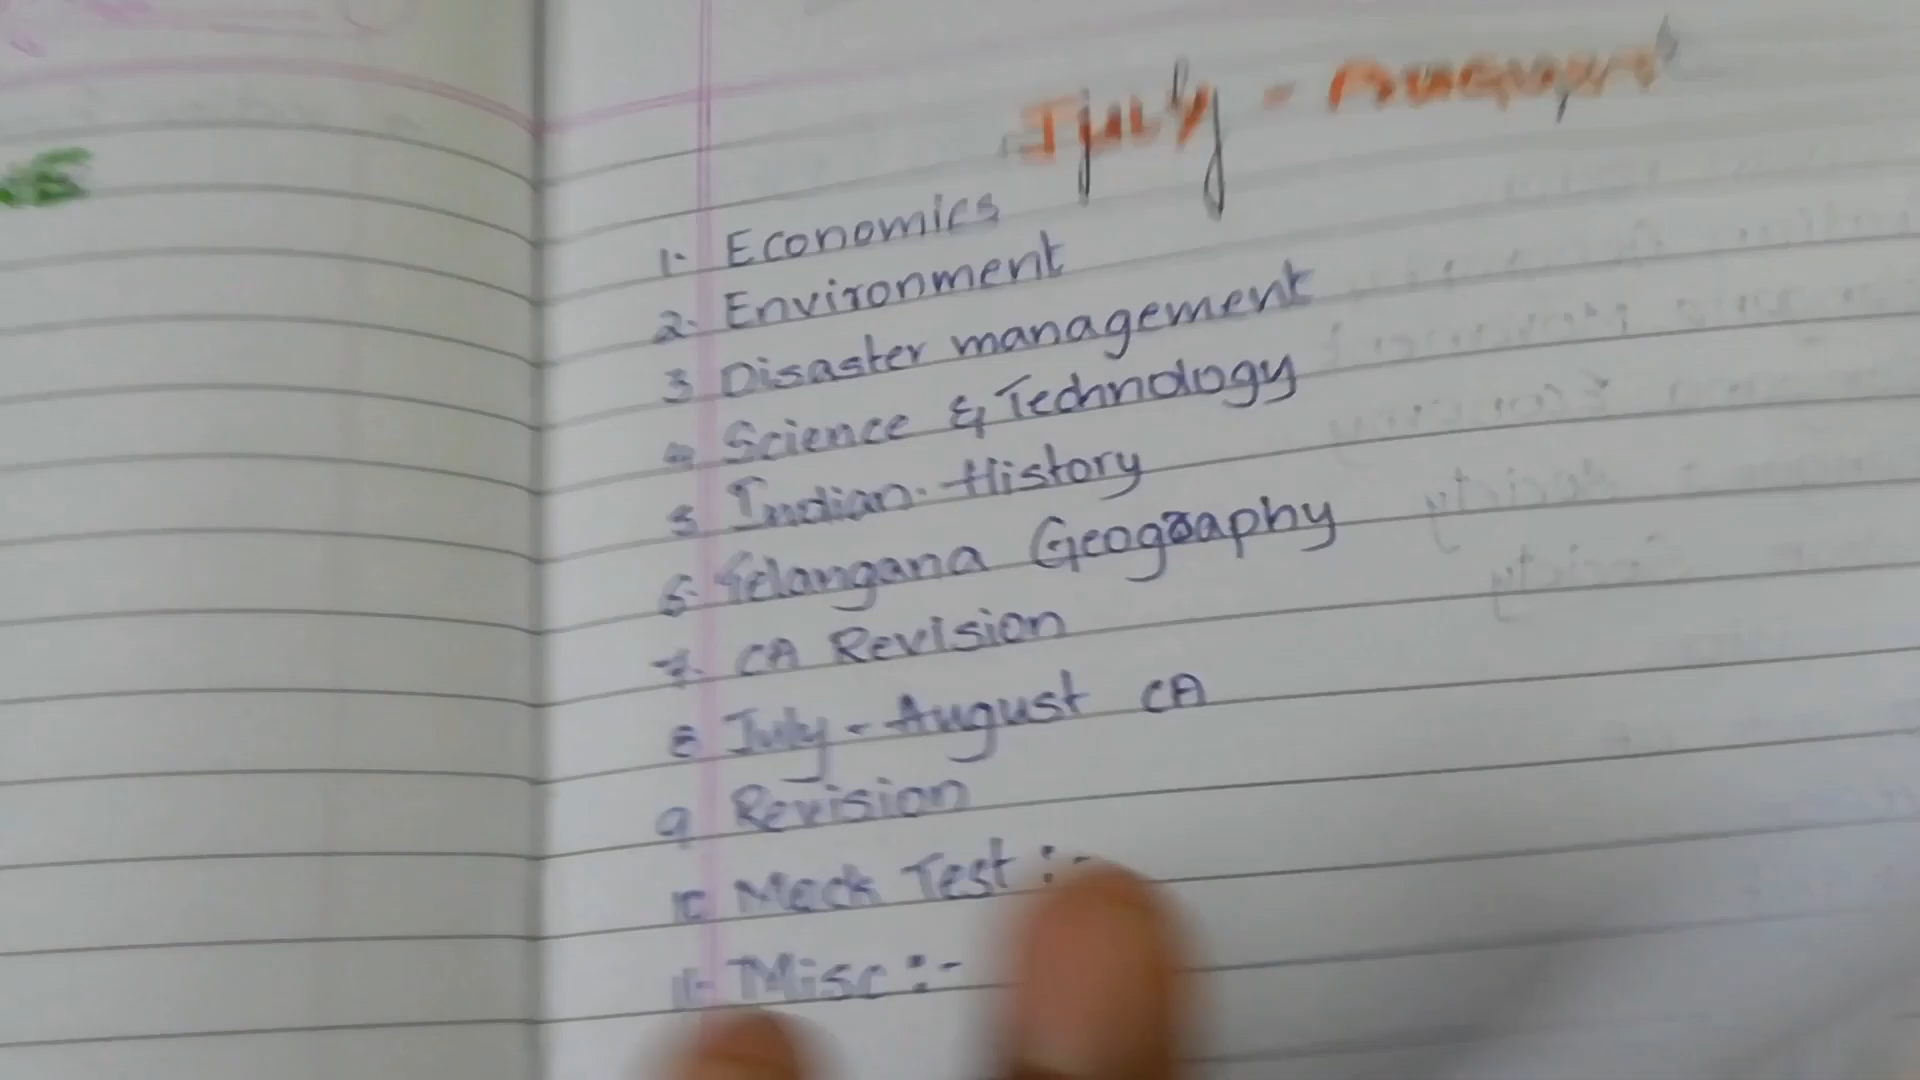 July -
1. Economics
2. Environment
3 Disaster management
4 Science & Technology
5 Indian. History
6. Telangana Geography
7. CA Revision
8 July - August CA
9 Revision
10 Mock Test :-
11. Misc :-